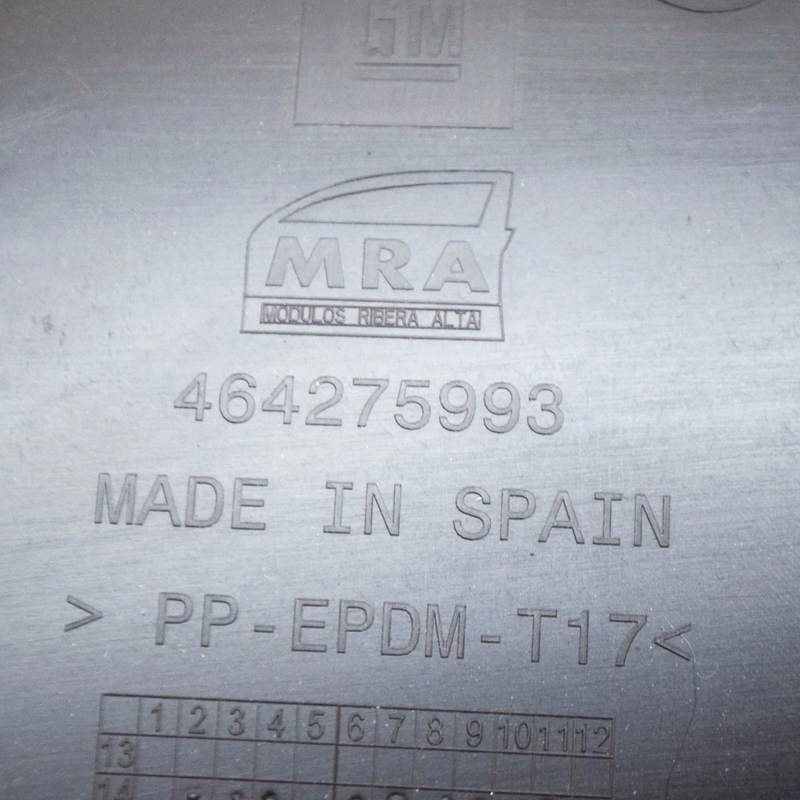 GM
MRA
MODULOS RIBERA ALTA
464275993
MADE IN SPAIN
> PP-EPDM-T17<
1 2 3 4 5 6 7 8 9 10 11 12
13
14